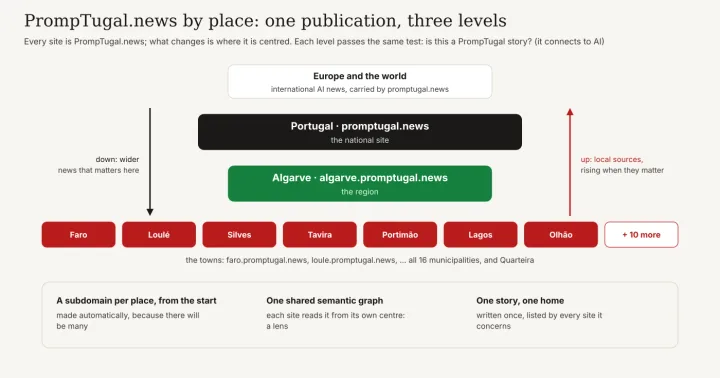 PrompTugal.news by place: one publication, three levels
Every site is PrompTugal.news; what changes is where it is centred. Each level passes the same test: is this a PrompTugal story? (it connects to AI)
Europe and the world
international AI news, carried by promptugal.news
Portugal · promptugal.news
the national site
down: wider
news that matters here
up: local sources,
rising when they matter
Algarve · algarve.promptugal.news
the region
Faro
Loulé
Silves
Tavira
Portimão
Lagos
Olhão
+ 10 more
the towns: faro.promptugal.news, loule.promptugal.news, ... all 16 municipalities, and Quarteira
A subdomain per place, from the start
made automatically, because there will
be many
One shared semantic graph
each site reads it from its own centre:
a lens
One story, one home
written once, listed by every site it
concerns